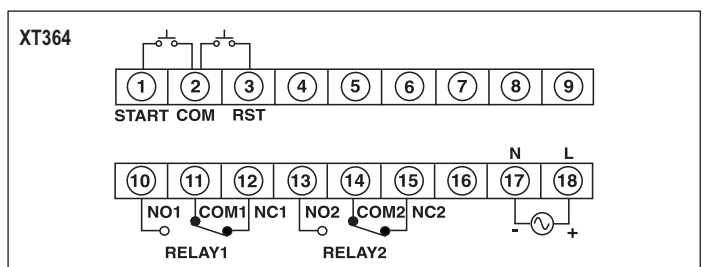 XT364
1 2 3 4 5 6 7 8 9
START COM RST
N L
10 11 12 13 14 15 16 17 18
NO1 COM1 NC1 NO2 COM2 NC2 - +
RELAY1 RELAY2